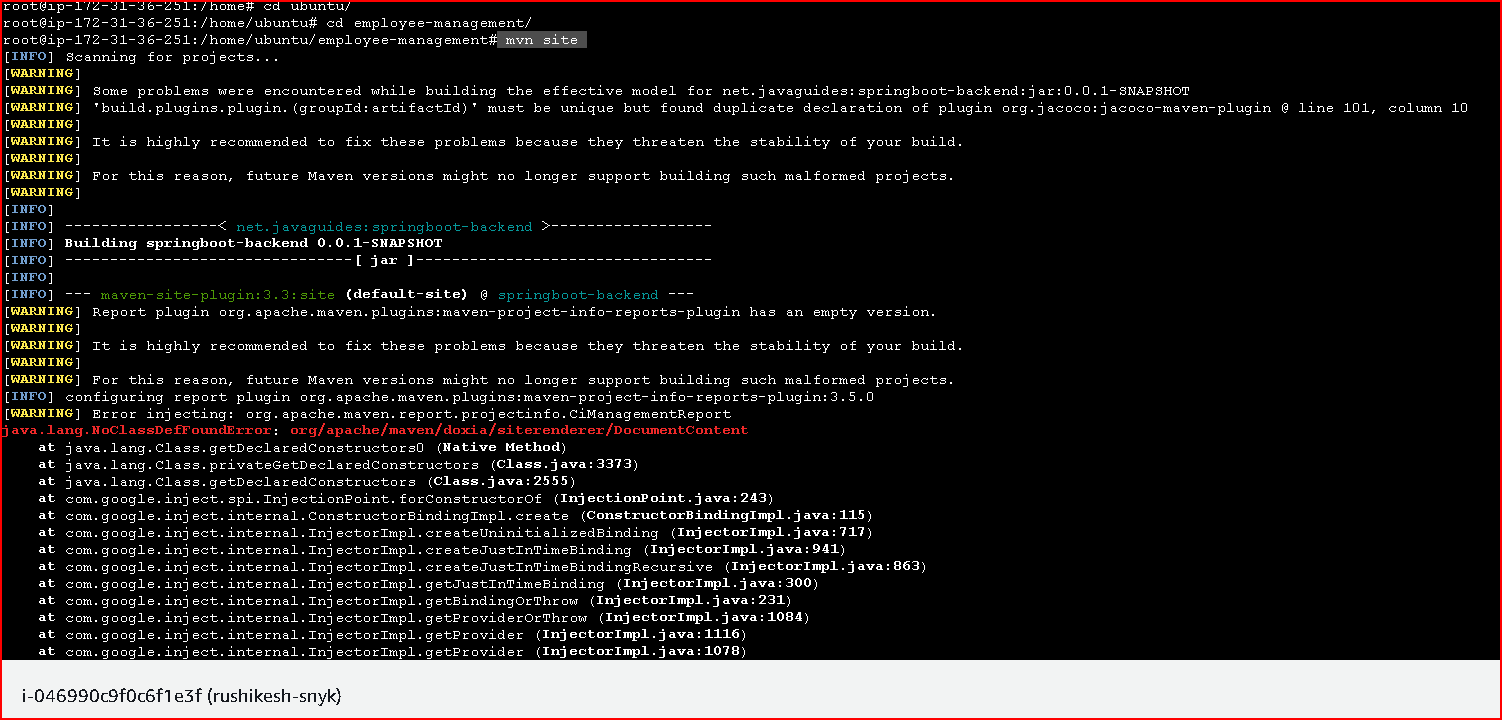 root@ip-172-31-36-251:/home# cd ubuntu/
root@ip-172-31-36-251:/home/ubuntu# cd employee-management/
root@ip-172-31-36-251:/home/ubuntu/employee-management# mvn site
[INFO] Scanning for projects...
[WARNING]
[WARNING] Some problems were encountered while building the effective model for net.javaguides:springboot-backend:jar:0.0.1-SNAPSHOT
[WARNING] 'build.plugins.plugin.(groupId:artifactId)' must be unique but found duplicate declaration of plugin org.jacoco:jacoco-maven-plugin @ line 101, column 10
[WARNING]
[WARNING] It is highly recommended to fix these problems because they threaten the stability of your build.
[WARNING]
[WARNING] For this reason, future Maven versions might no longer support building such malformed projects.
[WARNING]
[INFO]
[INFO] -----------------< net.javaguides:springboot-backend >------------------
[INFO] Building springboot-backend 0.0.1-SNAPSHOT
[INFO] --------------------------------[ jar ]---------------------------------
[INFO]
[INFO] --- maven-site-plugin:3.3:site (default-site) @ springboot-backend ---
[WARNING] Report plugin org.apache.maven.plugins:maven-project-info-reports-plugin has an empty version.
[WARNING]
[WARNING] It is highly recommended to fix these problems because they threaten the stability of your build.
[WARNING]
[WARNING] For this reason, future Maven versions might no longer support building such malformed projects.
[INFO] configuring report plugin org.apache.maven.plugins:maven-project-info-reports-plugin:3.5.0
[WARNING] Error injecting: org.apache.maven.report.projectinfo.CiManagementReport
java.lang.NoClassDefFoundError: org/apache/maven/doxia/siterenderer/DocumentContent
at java.lang.Class.getDeclaredConstructors0 (Native Method)
at java.lang.Class.privateGetDeclaredConstructors (Class.java:3373)
at java.lang.Class.getDeclaredConstructors (Class.java:2555)
at com.google.inject.spi.InjectionPoint.forConstructorOf (InjectionPoint.java:243)
at com.google.inject.internal.ConstructorBindingImpl.create (ConstructorBindingImpl.java:115)
at com.google.inject.internal.InjectorImpl.createUninitializedBinding (InjectorImpl.java:717)
at com.google.inject.internal.InjectorImpl.createJustInTimeBinding (InjectorImpl.java:941)
at com.google.inject.internal.InjectorImpl.createJustInTimeBindingRecursive (InjectorImpl.java:863)
at com.google.inject.internal.InjectorImpl.getJustInTimeBinding (InjectorImpl.java:300)
at com.google.inject.internal.InjectorImpl.getBindingOrThrow (InjectorImpl.java:231)
at com.google.inject.internal.InjectorImpl.getProviderOrThrow (InjectorImpl.java:1084)
at com.google.inject.internal.InjectorImpl.getProvider (InjectorImpl.java:1116)
at com.google.inject.internal.InjectorImpl.getProvider (InjectorImpl.java:1078)
i-046990c9f0c6f1e3f (rushikesh-snyk)